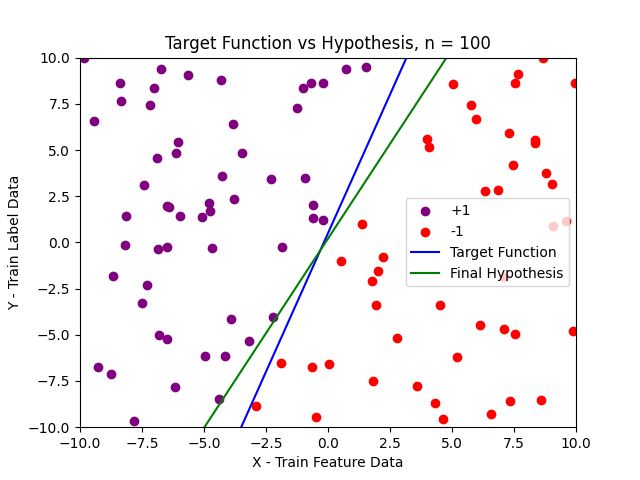 Target Function vs Hypothesis, n = 100
10.0
7.5
5.0
2.5
0.0
−2.5
−5.0
−7.5
−10.0
Y - Train Label Data
+1
-1
Target Function
Final Hypothesis
−10.0 −7.5 −5.0 −2.5 0.0 2.5 5.0 7.5 10.0
X - Train Feature Data